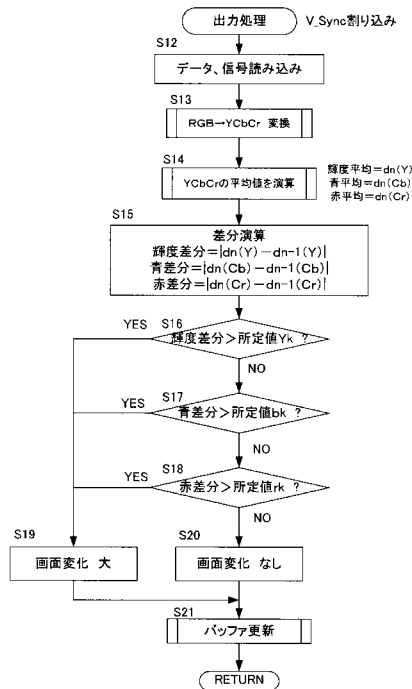 出力処理
V_Sync割り込み
S12
データ、信号読み込み
S13
RGB→YCbCr 変換
S14
YCbCrの平均値を演算
輝度平均=dn(Y)
青平均=dn(Cb)
赤平均=dn(Cr)
S15
差分演算
輝度差分=|dn(Y)-dn-1(Y)|
青差分=|dn(Cb)-dn-1(Cb)|
赤差分=|dn(Cr)-dn-1(Cr)|
YES
S16
輝度差分>所定値Yk ?
NO
YES
S17
青差分>所定値bk ?
NO
YES
S18
赤差分>所定値rk ?
NO
S19
画面変化 大
S20
画面変化 なし
S21
バッファ更新
RETURN